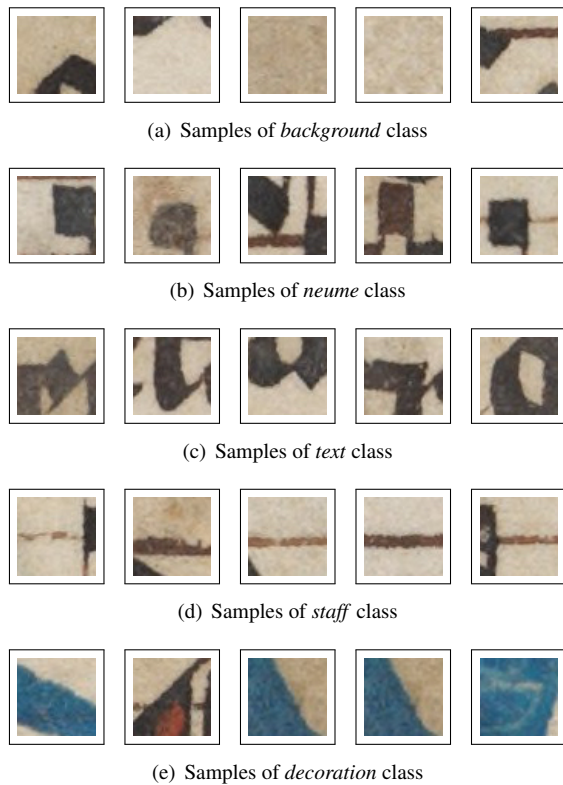 (a) Samples of background class
(b) Samples of neume class
(c) Samples of text class
(d) Samples of staff class
(e) Samples of decoration class